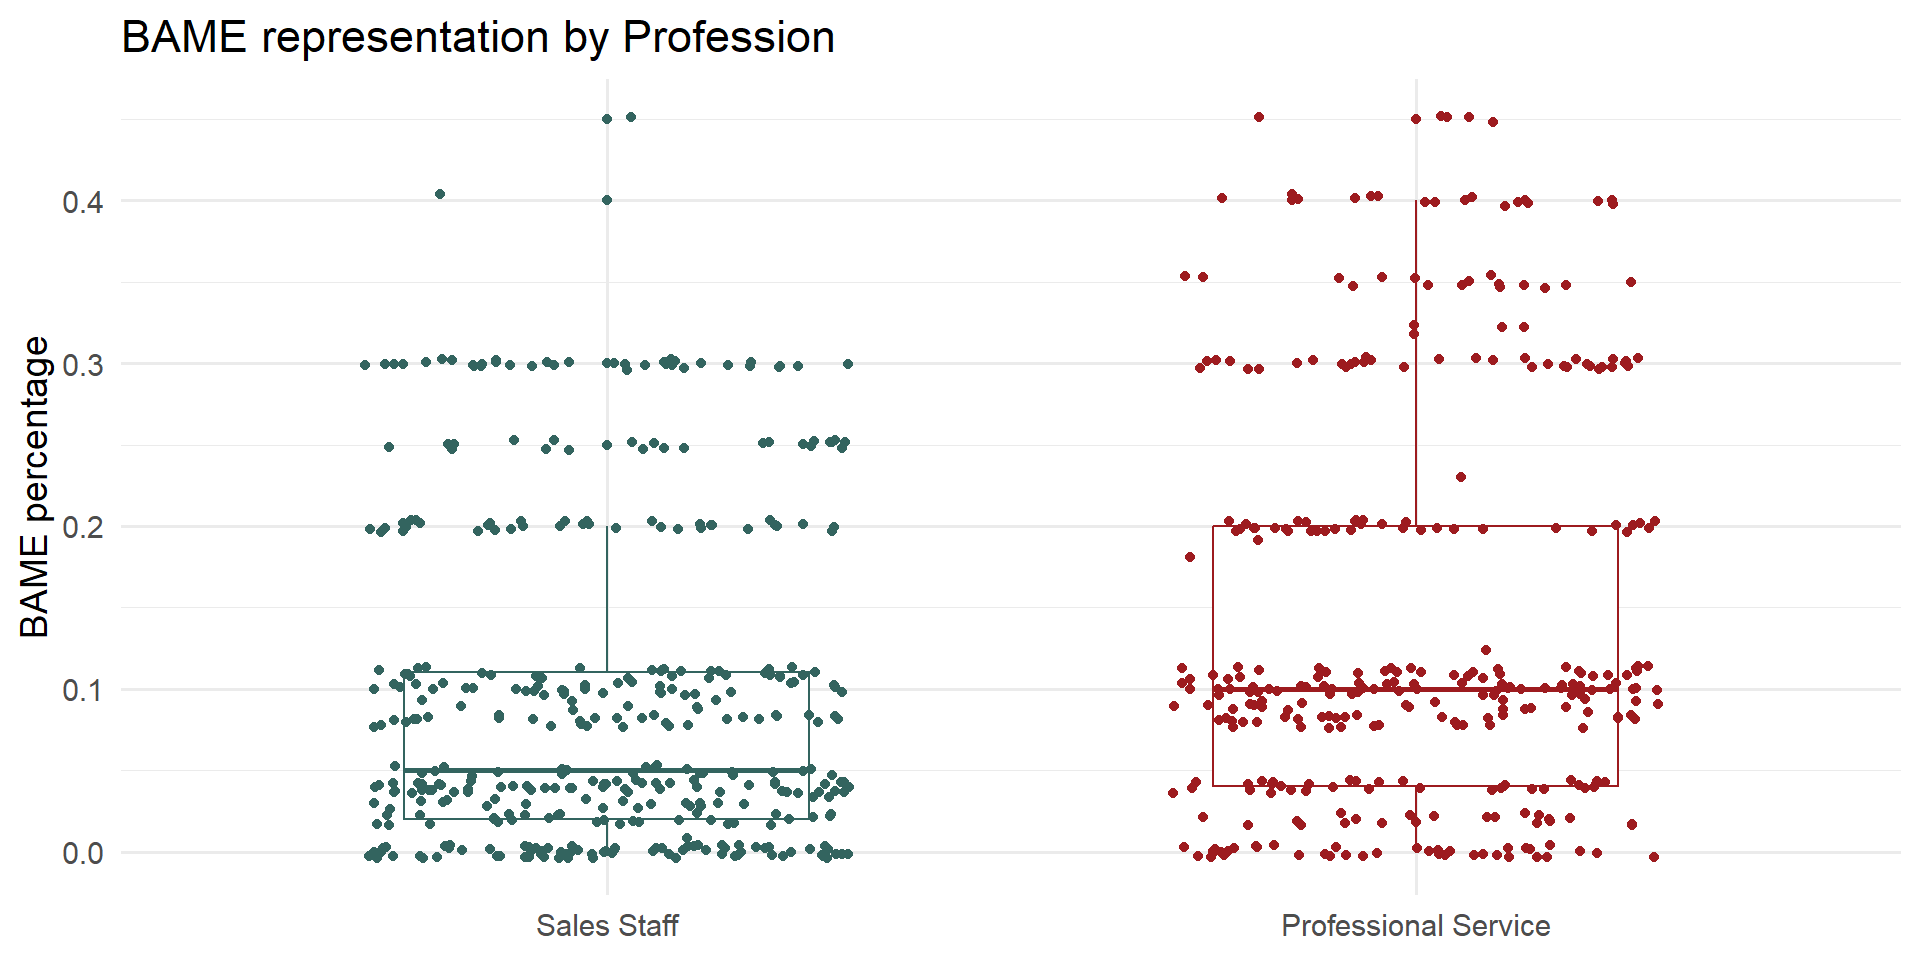 BAME representation by Profession
BAME percentage
0.4
0.3
0.2
0.1
0.0
Sales Staff
Professional Service